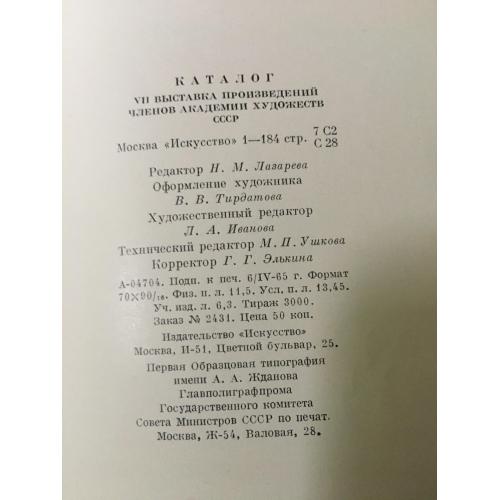 КАТАЛОГ
VII ВЫСТАВКА ПРОИЗВЕДЕНИЙ
ЧЛЕНОВ АКАДЕМИИ ХУДОЖЕСТВ
СССР
Москва «Искусство» 1—184 стр. 7 С2
С 28
Редактор Н. М. Лазарева
Оформление художника
В. В. Тирдатова
Художественный редактор
Л. А. Иванова
Технический редактор М. П. Ушкова
Корректор Г. Г. Элькина
А-04704. Подп. к печ. 6/IV-65 г. Формат
70×90/16. Физ. п. л. 11,5. Усл. п. л. 13,45.
Уч. изд. л. 6,3. Тираж 3000.
Заказ № 2431. Цена 50 коп.
Издательство «Искусство»
Москва, И-51, Цветной бульвар, 25.
Первая Образцовая типография
имени А. А. Жданова
Главполиграфпрома
Государственного комитета
Совета Министров СССР по печат.
Москва, Ж-54, Валовая, 28.